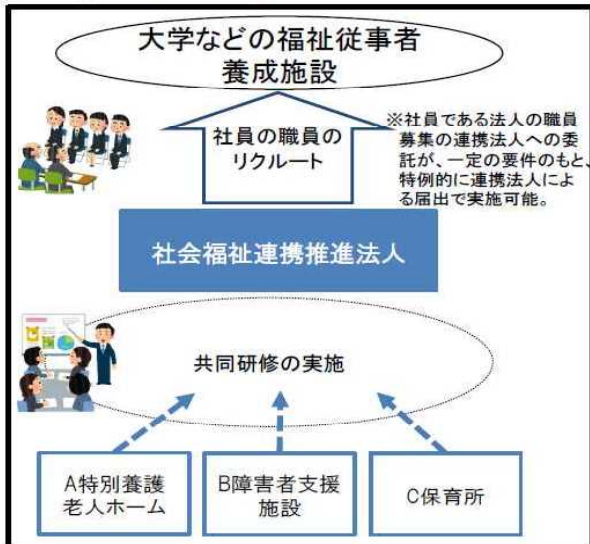 大学などの福祉従事者
養成施設
社員の職員の
リクルート
※社員である法人の職員
募集の連携法人への委
託が、一定の要件のもと、
特例的に連携法人によ
る届出で実施可能。
社会福祉連携推進法人
共同研修の実施
A特別養護
老人ホーム
B障害者支援
施設
C保育所